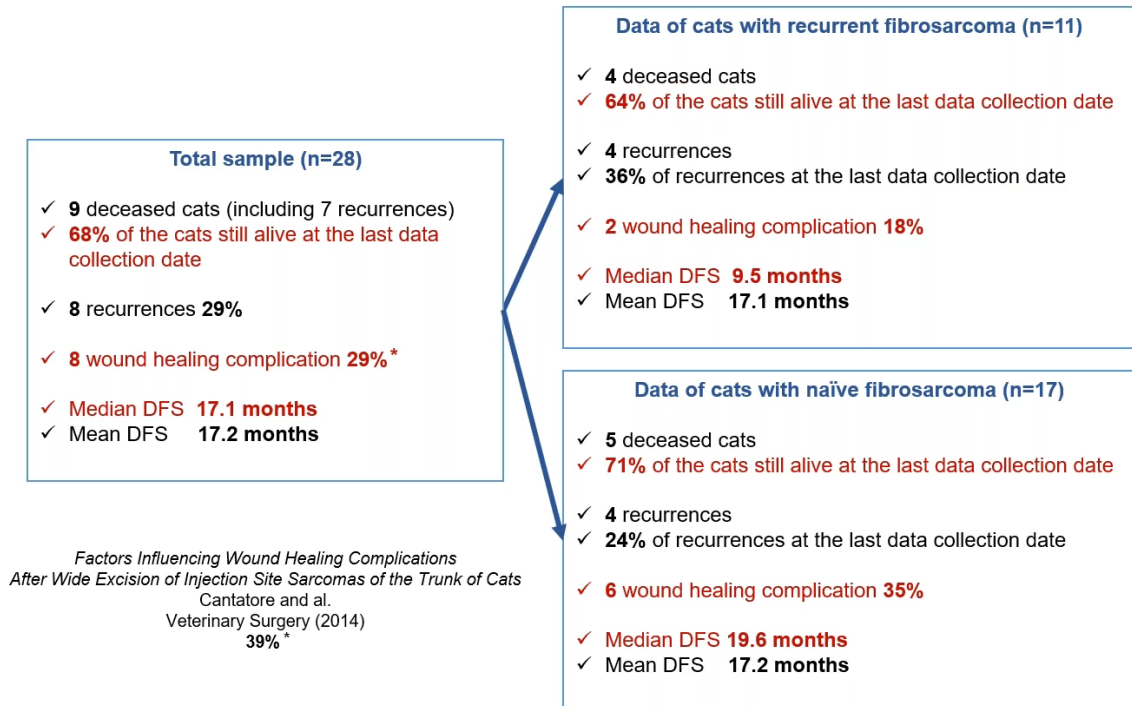 Total sample (n=28)
✓ 9 deceased cats (including 7 recurrences)
✓ 68% of the cats still alive at the last data
collection date
✓ 8 recurrences 29%
✓ 8 wound healing complication 29% *
✓ Median DFS 17.1 months
✓ Mean DFS 17.2 months
Factors Influencing Wound Healing Complications
After Wide Excision of Injection Site Sarcomas of the Trunk of Cats
Cantatore and al.
Veterinary Surgery (2014)
39% *
Data of cats with recurrent fibrosarcoma (n=11)
✓ 4 deceased cats
✓ 64% of the cats still alive at the last data collection date
✓ 4 recurrences
✓ 36% of recurrences at the last data collection date
✓ 2 wound healing complication 18%
✓ Median DFS 9.5 months
✓ Mean DFS 17.1 months
Data of cats with naïve fibrosarcoma (n=17)
✓ 5 deceased cats
✓ 71% of the cats still alive at the last data collection date
✓ 4 recurrences
✓ 24% of recurrences at the last data collection date
✓ 6 wound healing complication 35%
✓ Median DFS 19.6 months
✓ Mean DFS 17.2 months